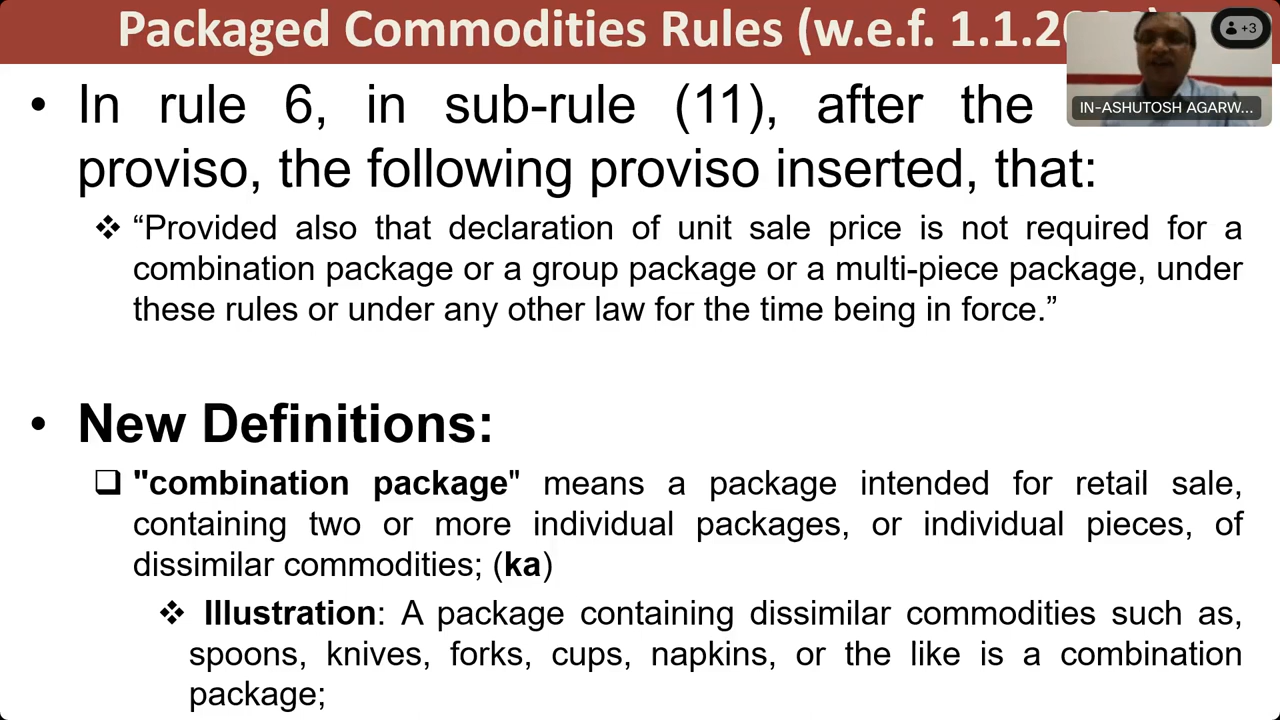 Packaged Commodities Rules (w.e.f. 1.1.20
+3
IN-ASHUTOSH AGARW...
• In rule 6, in sub-rule (11), after the
proviso, the following proviso inserted, that:
❖ “Provided also that declaration of unit sale price is not required for a
combination package or a group package or a multi-piece package, under
these rules or under any other law for the time being in force.”
• New Definitions:
❑ "combination package" means a package intended for retail sale,
containing two or more individual packages, or individual pieces, of
dissimilar commodities; (ka)
❖ Illustration: A package containing dissimilar commodities such as,
spoons, knives, forks, cups, napkins, or the like is a combination
package;